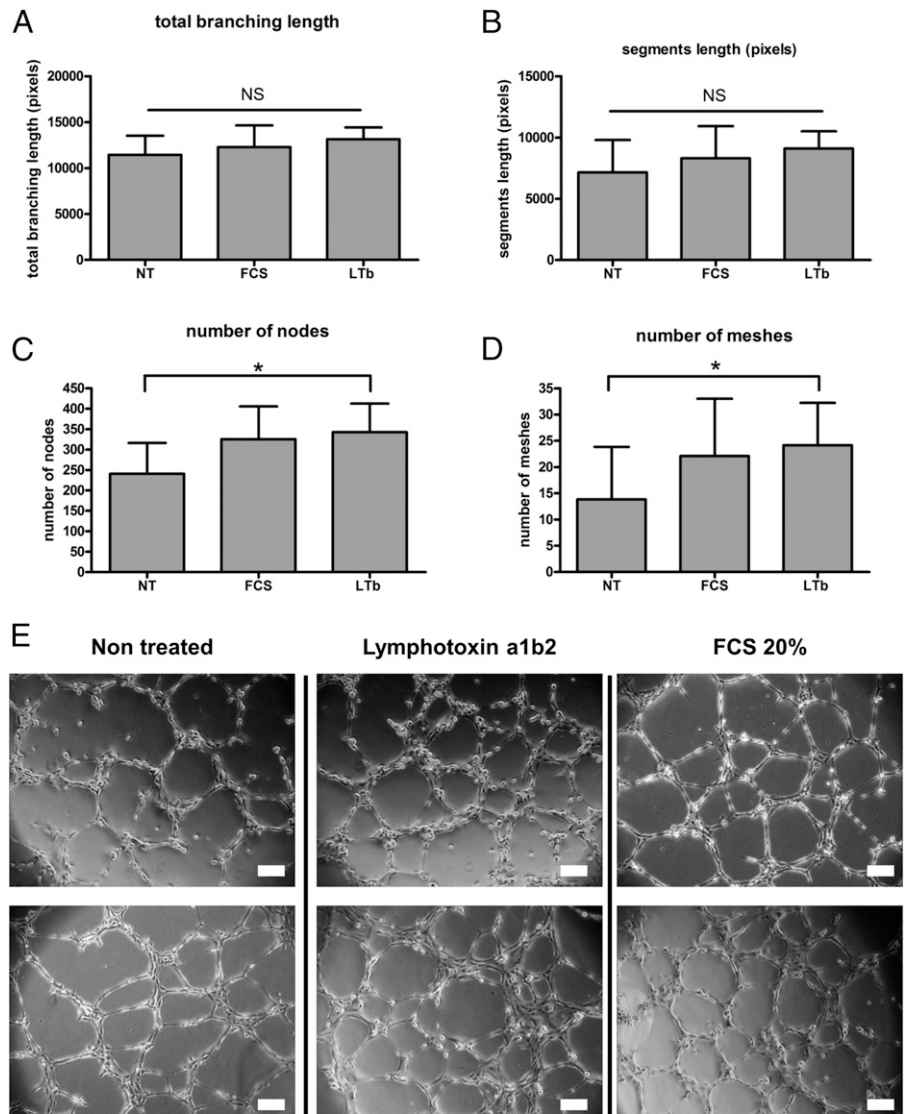 A
total branching length
total branching length (pixels)
20000
15000
10000
5000
0
NS
NT FCS LTb
B
segments length (pixels)
segments length (pixels)
15000
10000
5000
0
NS
NT FCS LTb
C
number of nodes
number of nodes
450
400
350
300
250
200
150
100
50
0
*
NT FCS LTb
D
number of meshes
number of meshes
35
30
25
20
15
10
5
0
*
NT FCS LTb
E
Non treated Lymphotoxin a1b2 FCS 20%